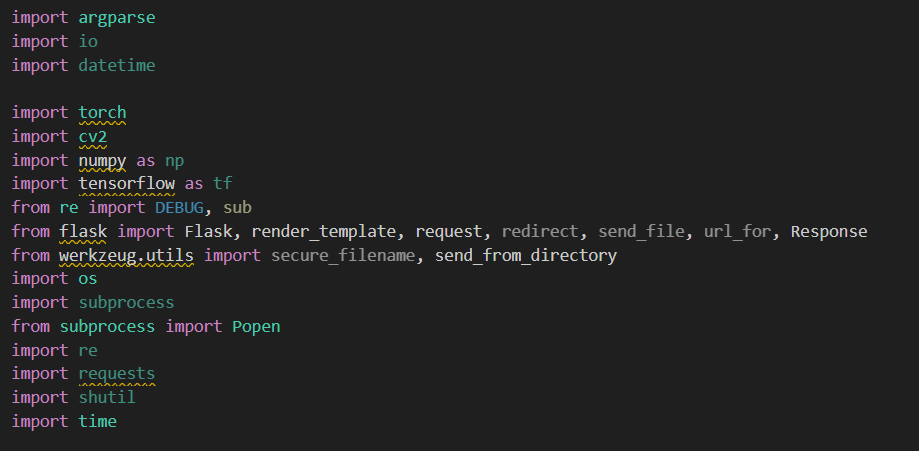 import argparse
import io
import datetime
import torch
import cv2
import numpy as np
import tensorflow as tf
from re import DEBUG, sub
from flask import Flask, render_template, request, redirect, send_file, url_for, Response
from werkzeug.utils import secure_filename, send_from_directory
import os
import subprocess
from subprocess import Popen
import re
import requests
import shutil
import time